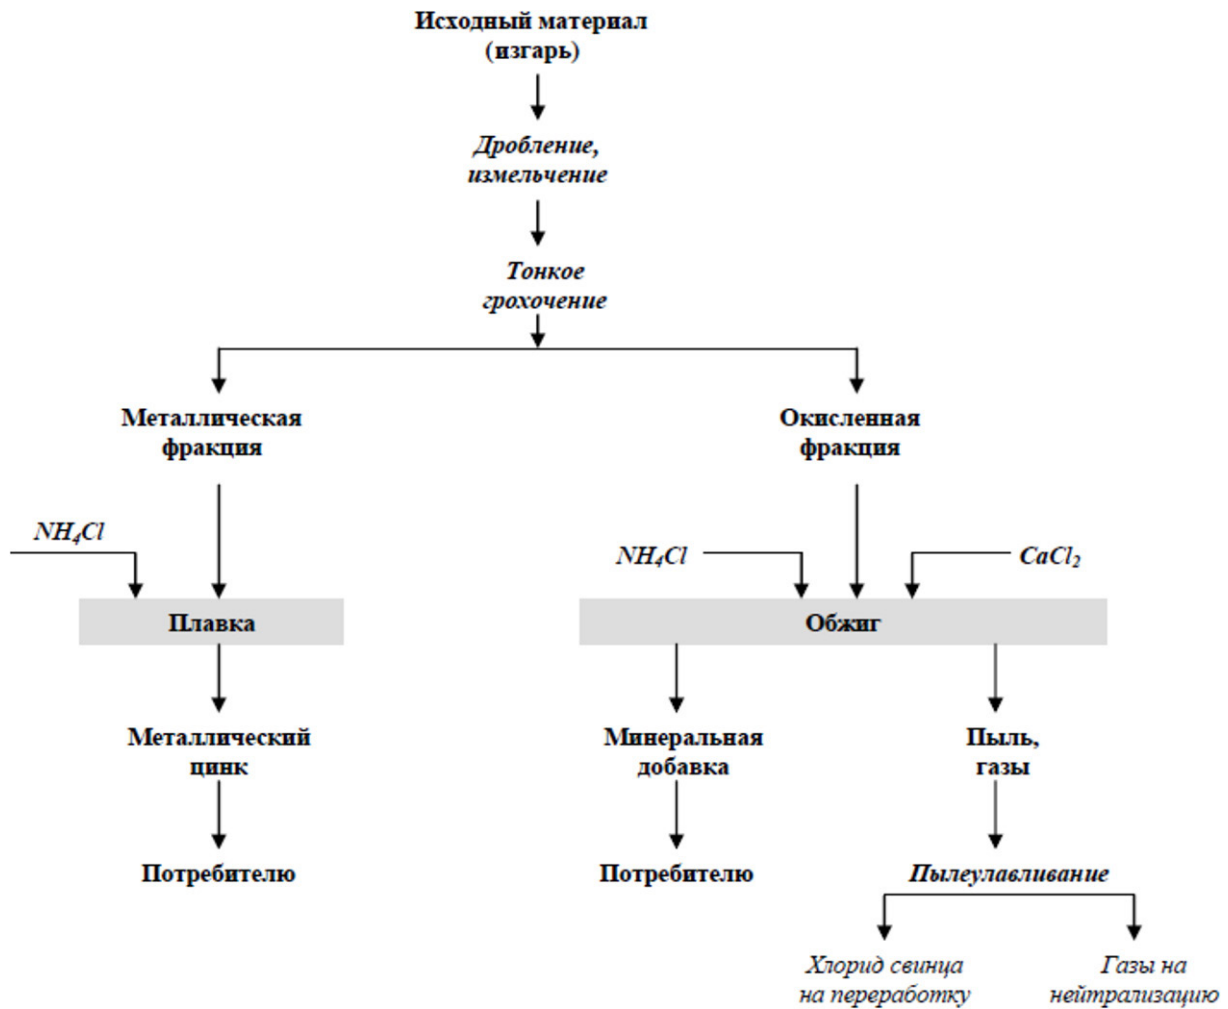 Исходный материал
(изгарь)
Дробление,
измельчение
Тонкое
грохочение
Металлическая
фракция
Окисленная
фракция
NH₄Cl
NH₄Cl
CaCl₂
Плавка
Обжиг
Металлический
цинк
Минеральная
добавка
Пыль,
газы
Потребителю
Потребителю
Пылеулавливание
Хлорид свинца
на переработку
Газы на
нейтрализацию